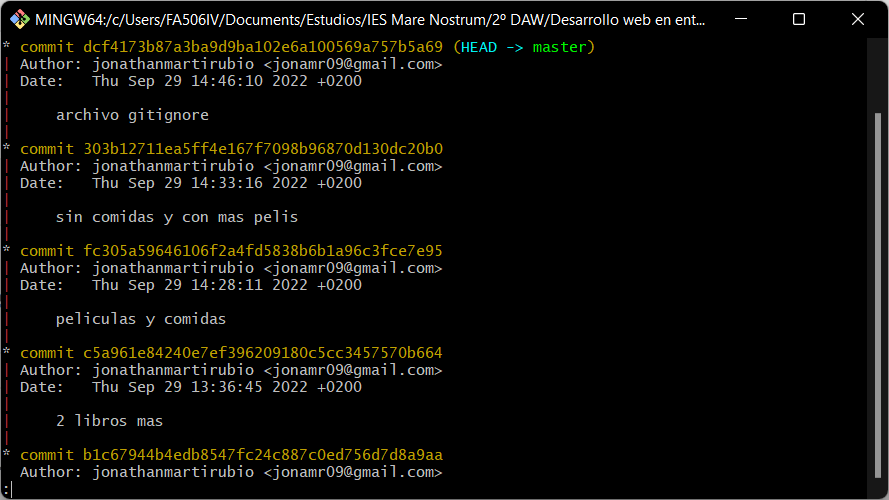 MINGW64:/c/Users/FA506IV/Documents/Estudios/IES Mare Nostrum/2º DAW/Desarrollo web en ent...
* commit dcf4173b87a3ba9d9ba102e6a100569a757b5a69 (HEAD -> master)
| Author: jonathanmartirubio <jonamr09@gmail.com>
| Date:   Thu Sep 29 14:46:10 2022 +0200
|
|     archivo gitignore
|
* commit 303b12711ea5ff4e167f7098b96870d130dc20b0
| Author: jonathanmartirubio <jonamr09@gmail.com>
| Date:   Thu Sep 29 14:33:16 2022 +0200
|
|     sin comidas y con mas pelis
|
* commit fc305a59646106f2a4fd5838b6b1a96c3fce7e95
| Author: jonathanmartirubio <jonamr09@gmail.com>
| Date:   Thu Sep 29 14:28:11 2022 +0200
|
|     peliculas y comidas
|
* commit c5a961e84240e7ef396209180c5cc3457570b664
| Author: jonathanmartirubio <jonamr09@gmail.com>
| Date:   Thu Sep 29 13:36:45 2022 +0200
|
|     2 libros mas
|
* commit b1c67944b4edb8547fc24c887c0ed756d7d8a9aa
  Author: jonathanmartirubio <jonamr09@gmail.com>
: